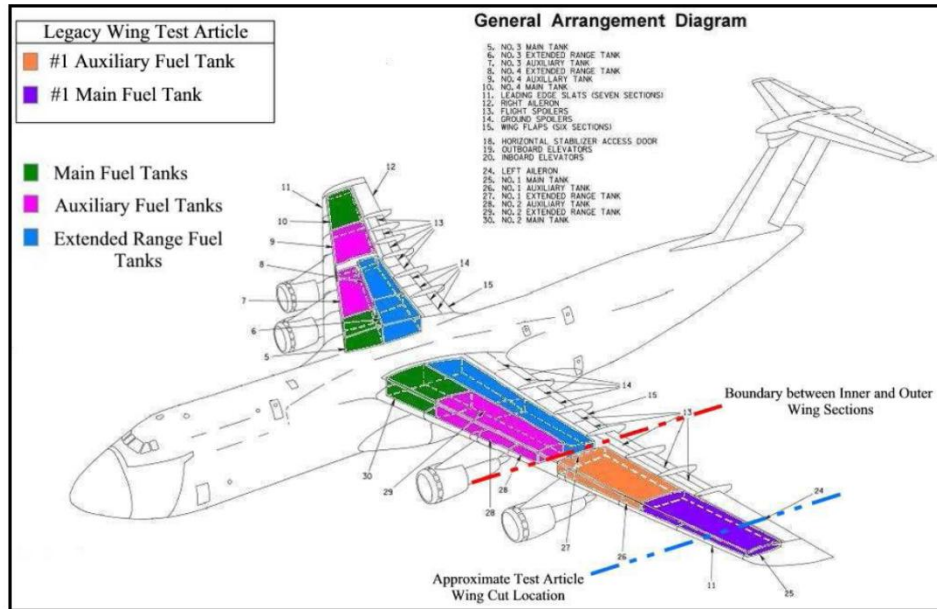 General Arrangement Diagram
Legacy Wing Test Article
#1 Auxiliary Fuel Tank
#1 Main Fuel Tank
Main Fuel Tanks
Auxiliary Fuel Tanks
Extended Range Fuel
Tanks
5. NO.3 MAIN TANK
6. NO.3 EXTENDED RANGE TANK
7. NO.3 AUXILIARY TANK
8. NO.4 EXTENDED RANGE TANK
9. NO.4 AUXILLARY TANK
10. NO.4 MAIN TANK
11. LEADING EDGE SLATS (SEVEN SECTIONS)
12. RIGHT AILERON
13. FLIGHT SPOILERS
14. GROUND SPOILERS
15. WING FLAPS (SIX SECTIONS)
18. HORIZONTAL STABILIZER ACCESS DOOR
19. OUTBOARD ELEVATORS
20. INBOARD ELEVATORS
24. LEFT AILERON
25. NO.1 MAIN TANK
26. NO.1 AUXILIARY TANK
27. NO.1 EXTENDED RANGE TANK
28. NO.2 AUXILIARY TANK
29. NO.2 EXTENDED RANGE TANK
30. NO.2 MAIN TANK
12
11
10
13
9
8
14
7
15
6
5
14
15
Boundary between Inner and Outer
Wing Sections
13
30
29
28
28
27
26
24
11
25
Approximate Test Article
Wing Cut Location